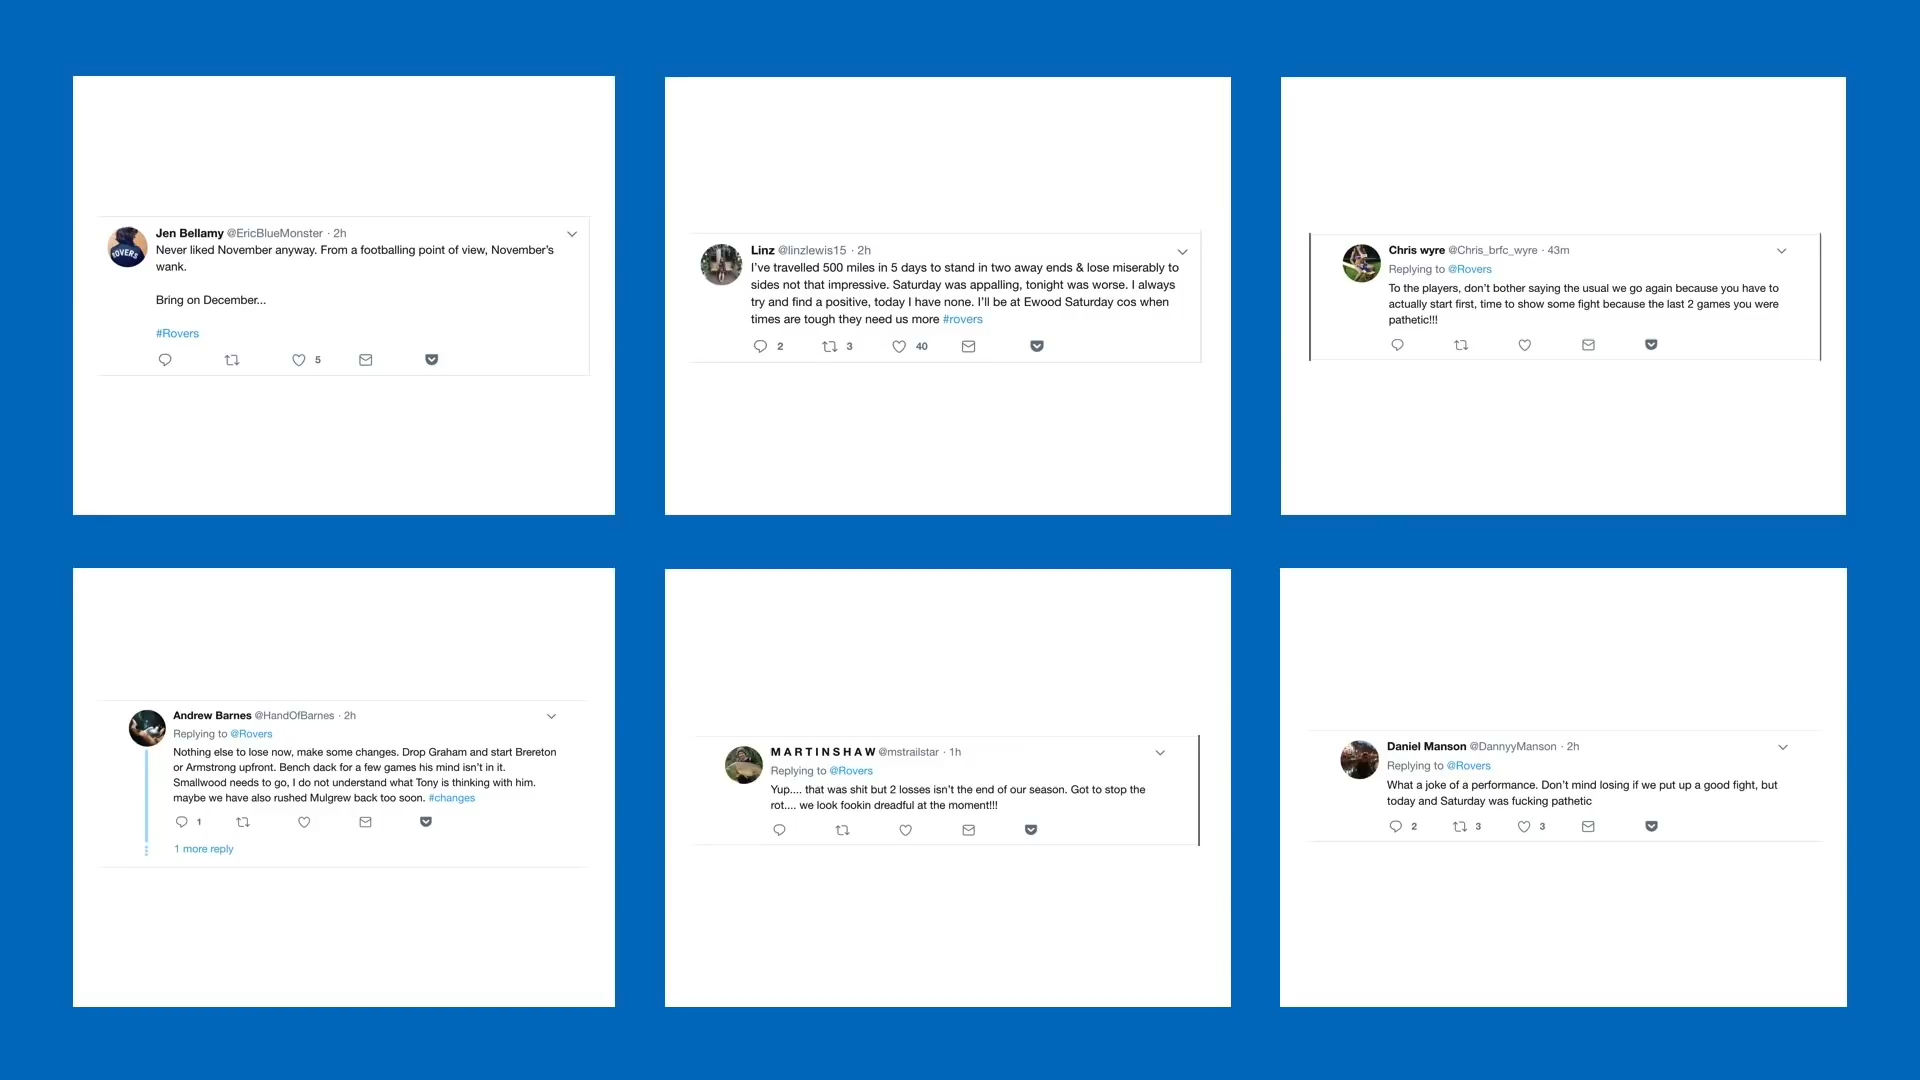 Jen Bellamy @EricBlueMonster · 2h
Never liked November anyway. From a footballing point of view, November's
wank.
Bring on December...
#Rovers
5
Linz @linzlewis15 · 2h
I've travelled 500 miles in 5 days to stand in two away ends & lose miserably to
sides not that impressive. Saturday was appalling, tonight was worse. I always
try and find a positive, today I have none. I'll be at Ewood Saturday cos when
times are tough they need us more #rovers
2 3 40
Chris wyre @Chris_brfc_wyre · 43m
Replying to @Rovers
To the players, don't bother saying the usual we go again because you have to
actually start first, time to show some fight because the last 2 games you were
pathetic!!!
Andrew Barnes @HandOfBarnes · 2h
Replying to @Rovers
Nothing else to lose now, make some changes. Drop Graham and start Brereton
or Armstrong upfront. Bench dack for a few games his mind isn't in it.
Smallwood needs to go, I do not understand what Tony is thinking with him.
maybe we have also rushed Mulgrew back too soon. #changes
1
1 more reply
M A R T I N S H A W @mstrailstar · 1h
Replying to @Rovers
Yup.... that was shit but 2 losses isn't the end of our season. Got to stop the
rot.... we look fookin dreadful at the moment!!!
Daniel Manson @DannyyManson · 2h
Replying to @Rovers
What a joke of a performance. Don't mind losing if we put up a good fight, but
today and Saturday was fucking pathetic
2 3 3